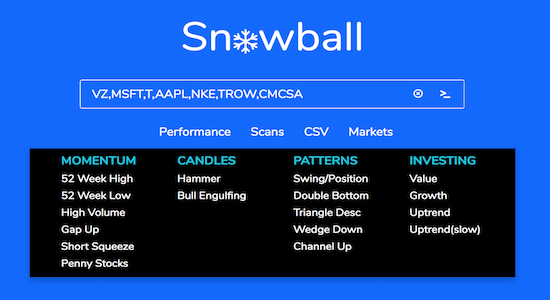 Snowball
VZ,MSFT,T,AAPL,NKE,TROW,CMCSA
Performance Scans CSV Markets
MOMENTUM CANDLES PATTERNS INVESTING
52 Week High Hammer Swing/Position Value
52 Week Low Bull Engulfing Double Bottom Growth
High Volume Triangle Desc Uptrend
Gap Up Wedge Down Uptrend(slow)
Short Squeeze Channel Up
Penny Stocks